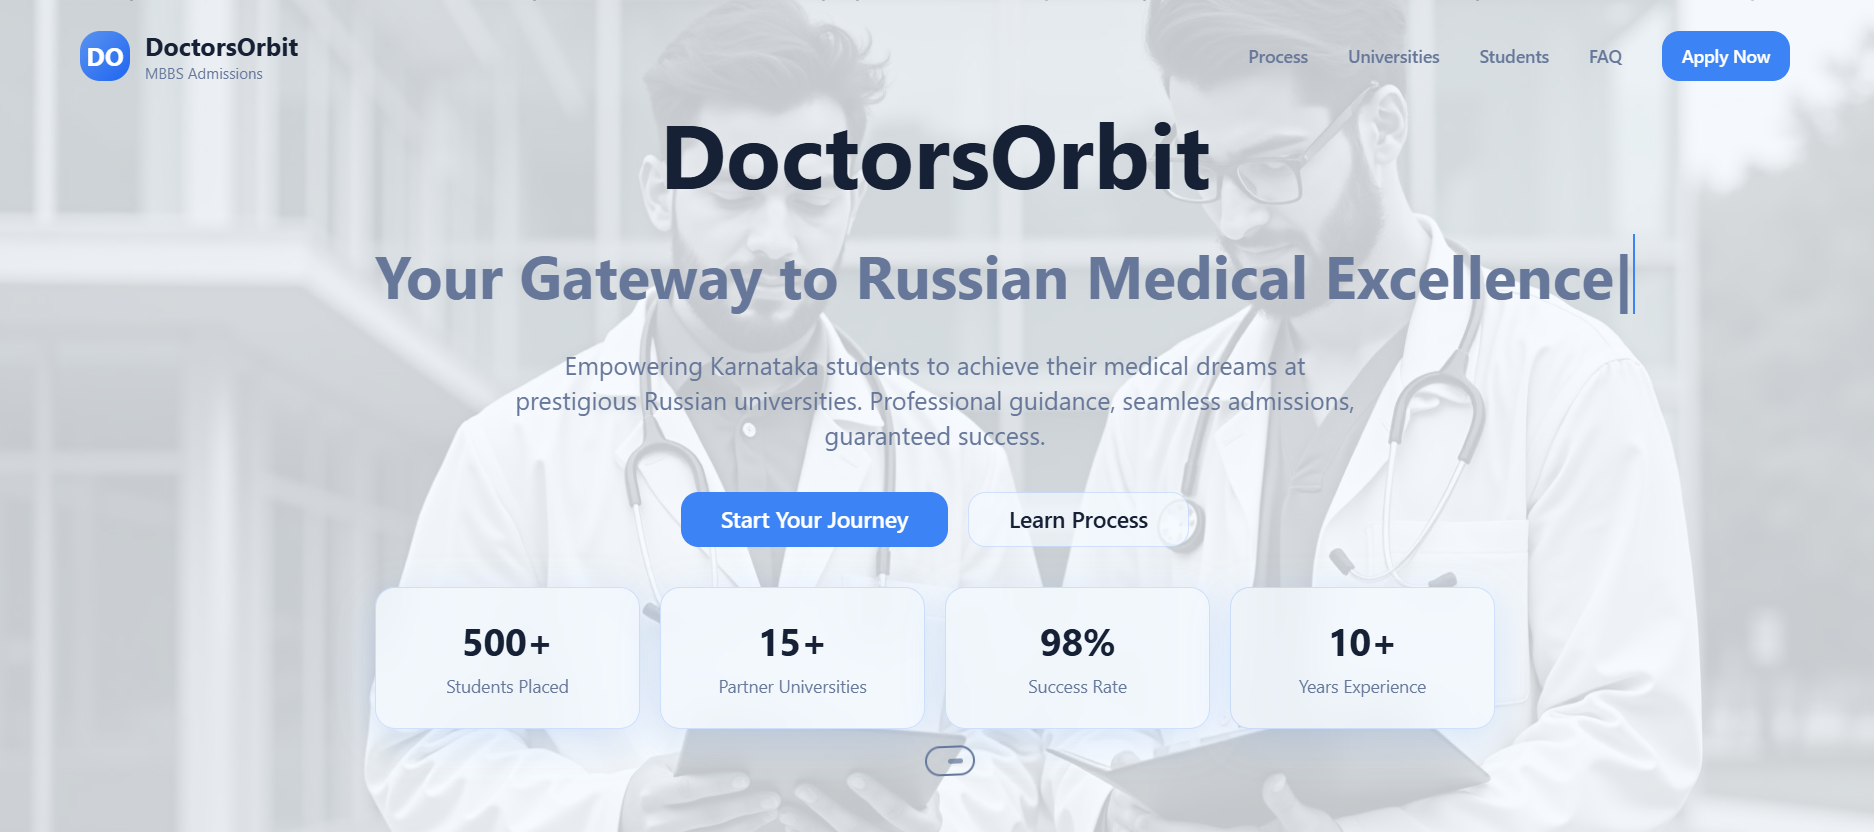 DO
DoctorsOrbit
MBBS Admissions
Process
Universities
Students
FAQ
Apply Now
DoctorsOrbit
Your Gateway to Russian Medical Excellence|
Empowering Karnataka students to achieve their medical dreams at
prestigious Russian universities. Professional guidance, seamless admissions,
guaranteed success.
Start Your Journey
Learn Process
500+
Students Placed
15+
Partner Universities
98%
Success Rate
10+
Years Experience